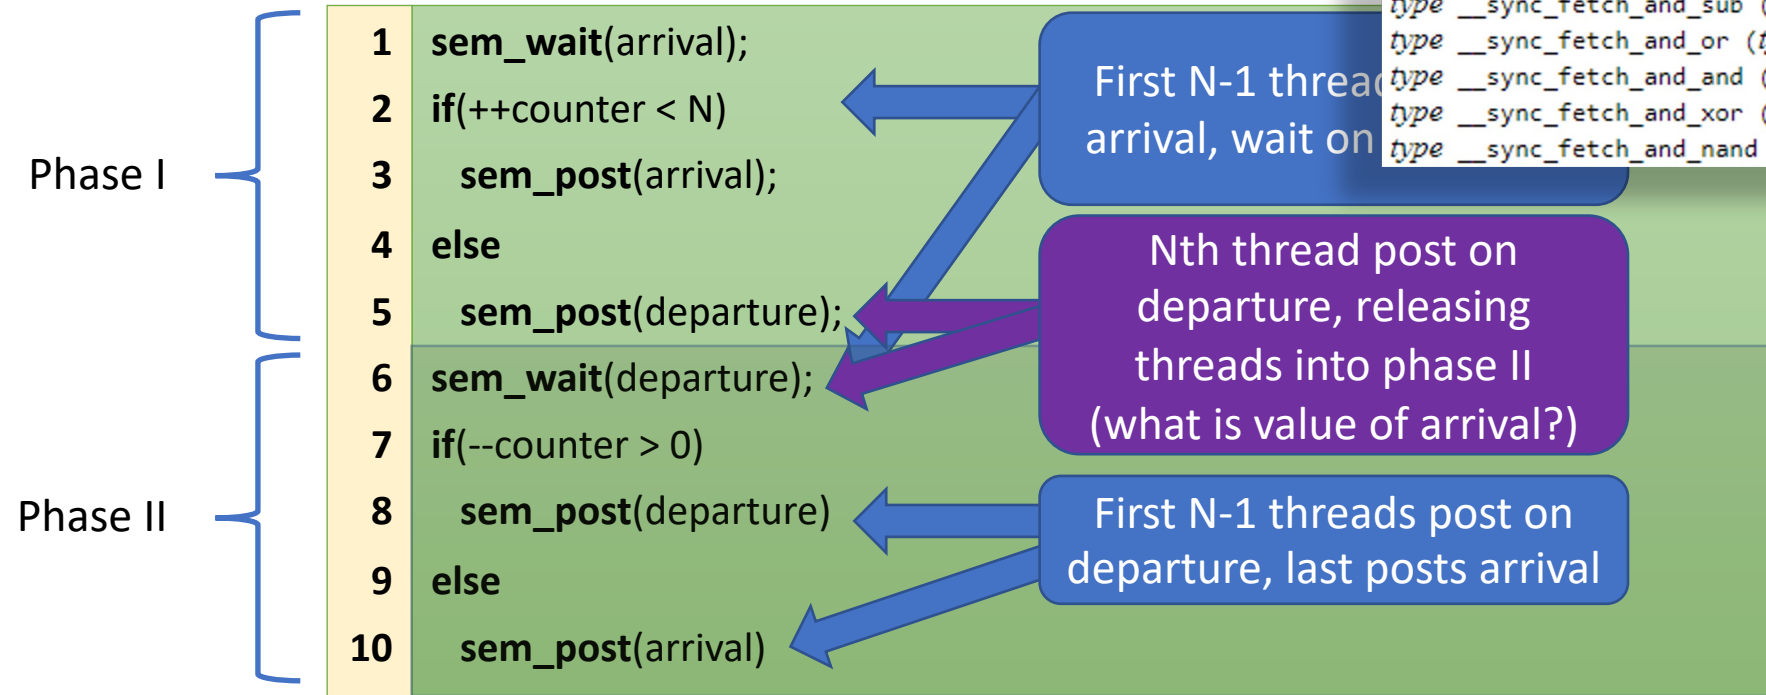 Phase I
Phase II
1 sem_wait(arrival);
2 if(++counter < N)
3 sem_post(arrival);
4 else
5 sem_post(departure);
6 sem_wait(departure);
7 if(--counter > 0)
8 sem_post(departure)
9 else
10 sem_post(arrival)
First N-1
arrival, wait on
type __sync_fetch_and_sub (
type __sync_fetch_and_or (
type __sync_fetch_and_and (
type __sync_fetch_and_xor (
type __sync_fetch_and_nand
Nth thread post on
departure, releasing
threads into phase II
(what is value of arrival?)
First N-1 threads post on
departure, last posts arrival